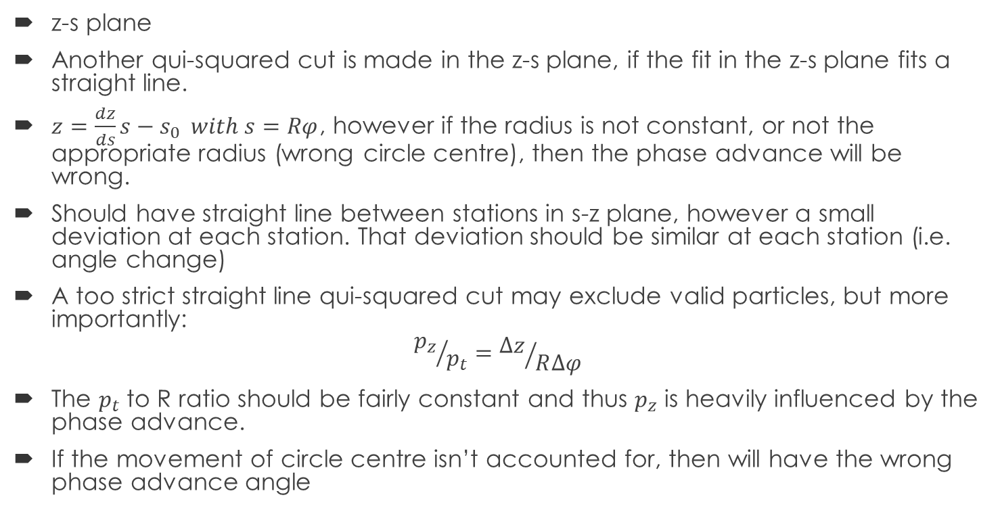 z-s plane
Another qui-squared cut is made in the z-s plane, if the fit in the z-s plane fits a
straight line.
z = dz/ds s − s₀ with s = Rφ, however if the radius is not constant, or not the
appropriate radius (wrong circle centre), then the phase advance will be
wrong.
Should have straight line between stations in s-z plane, however a small
deviation at each station. That deviation should be similar at each station (i.e.
angle change)
A too strict straight line qui-squared cut may exclude valid particles, but more
importantly:
p_z/p_t = Δz/RΔφ
The p_t to R ratio should be fairly constant and thus p_z is heavily influenced by the
phase advance.
If the movement of circle centre isn't accounted for, then will have the wrong
phase advance angle